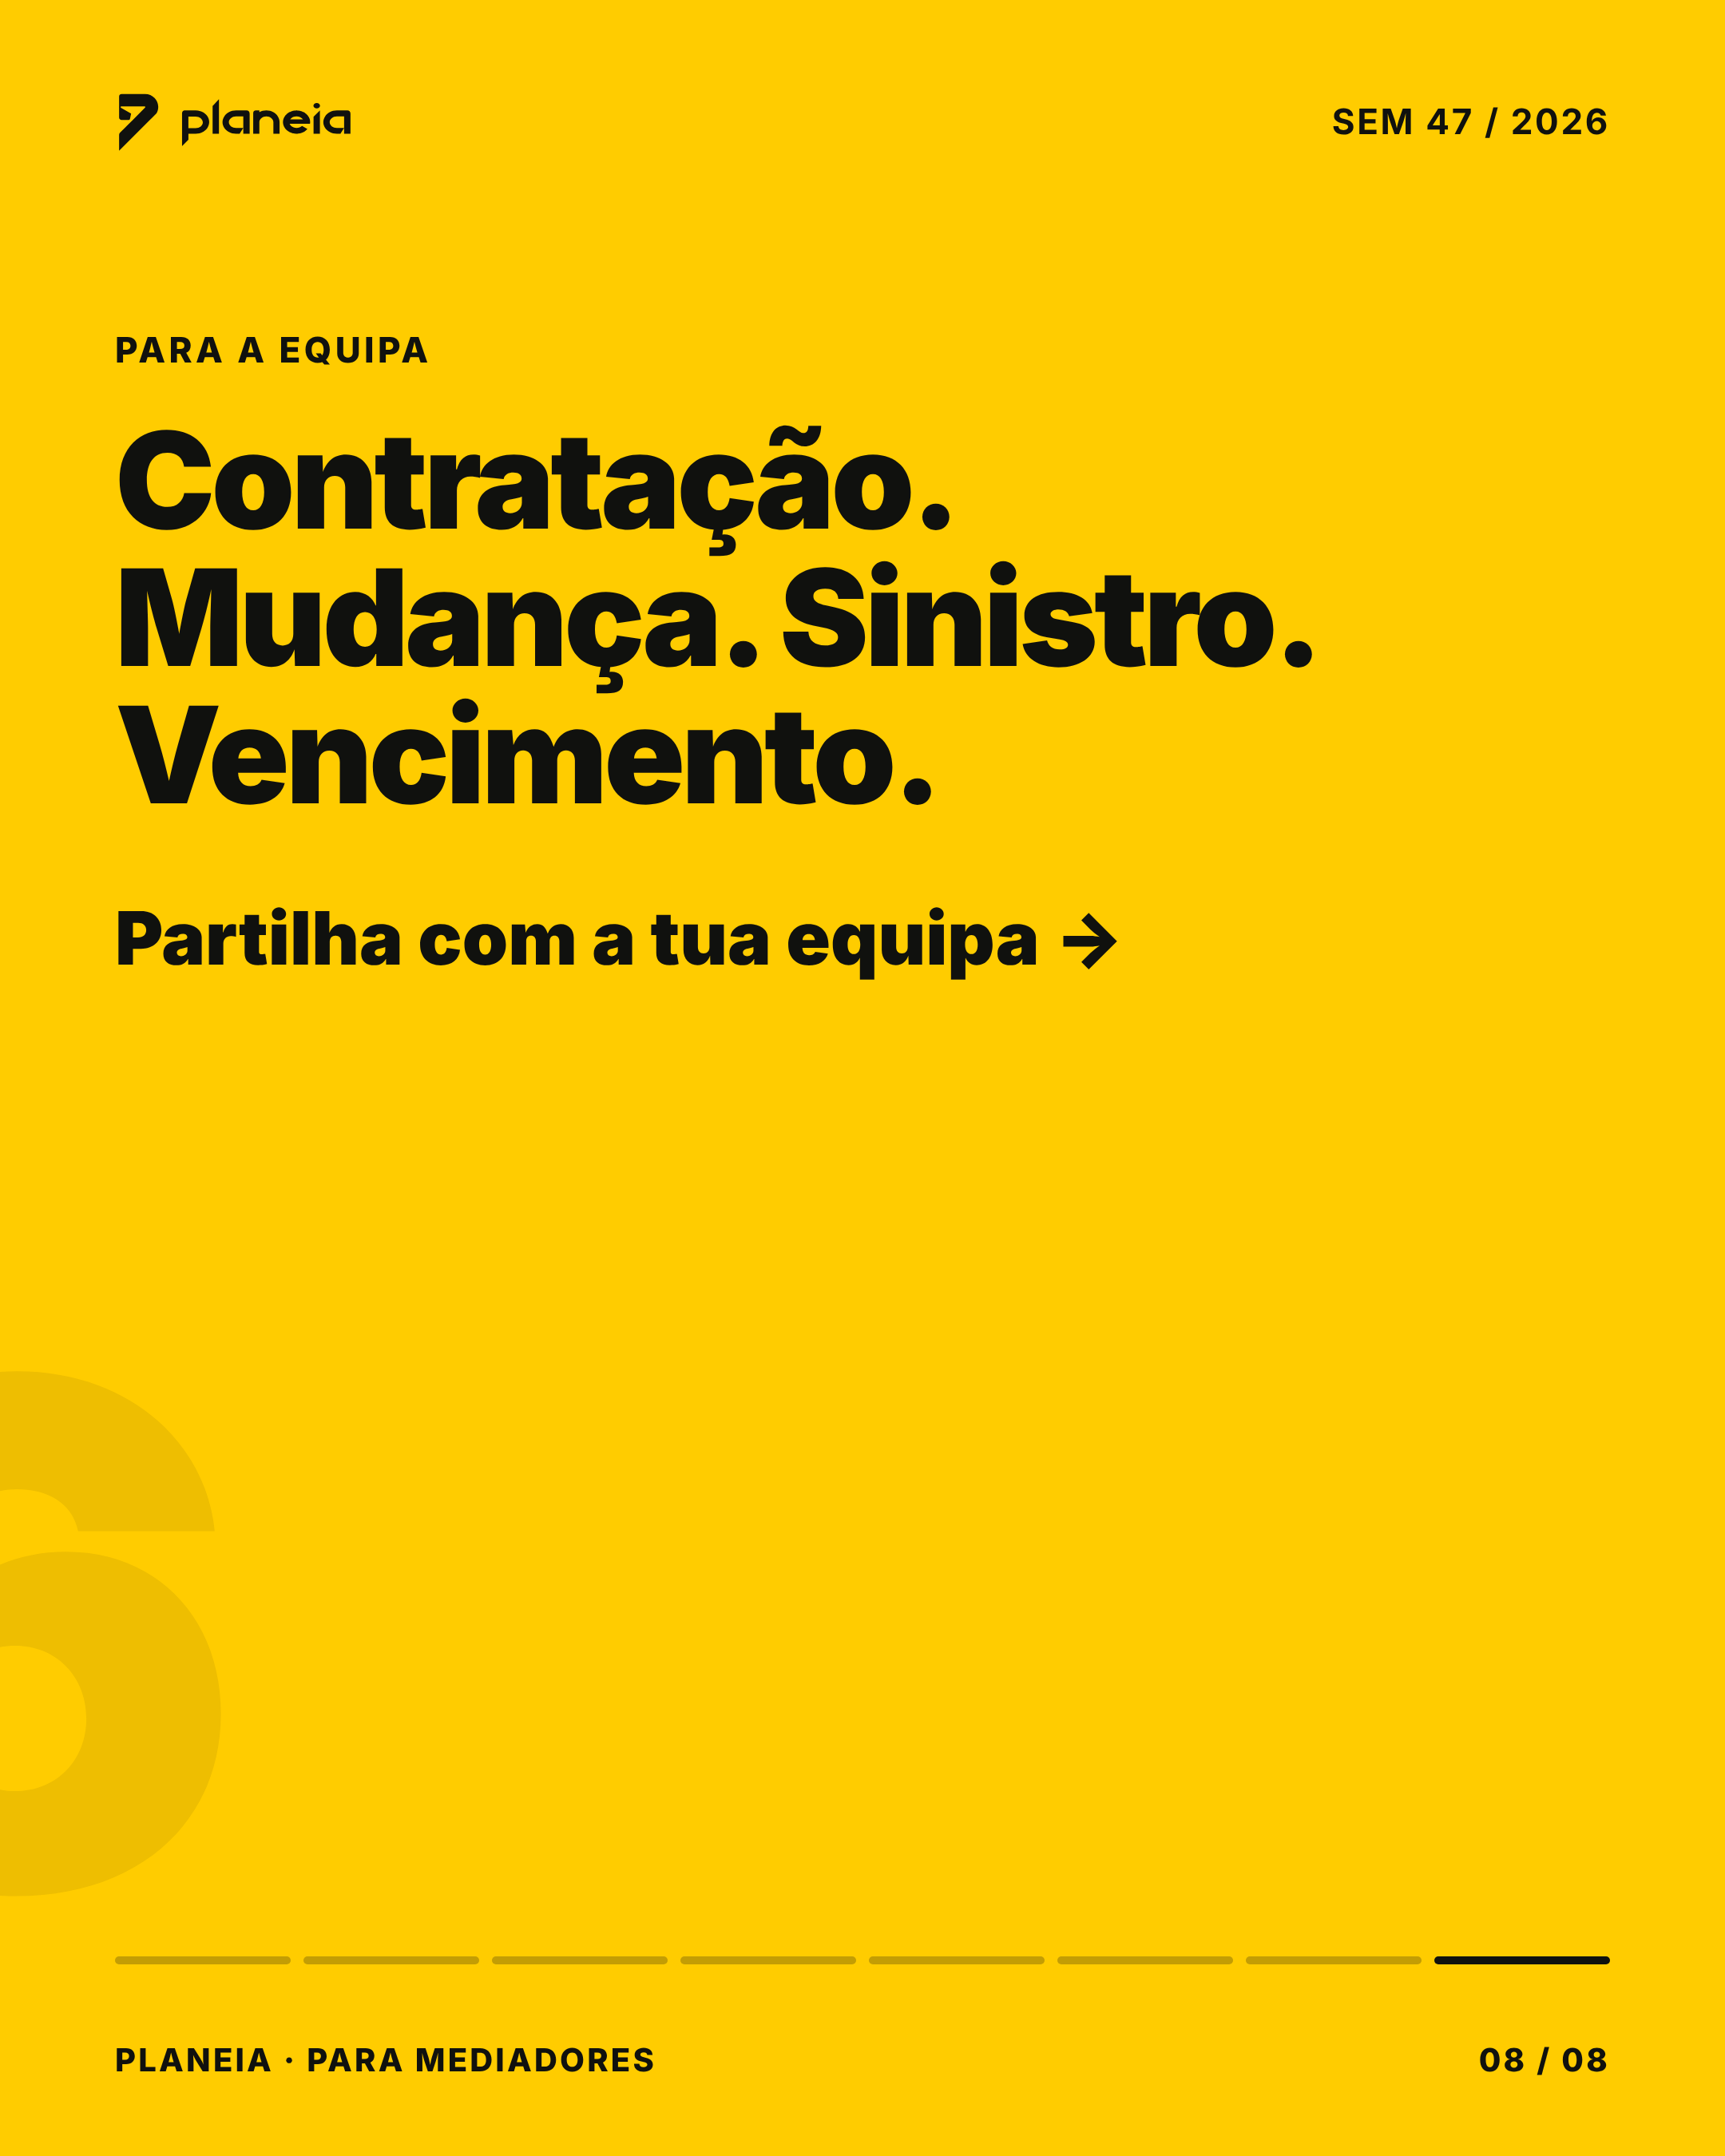 planeia
SEM 47 / 2026
PARA A EQUIPA
Contratação.
Mudança. Sinistro.
Vencimento.
Partilha com a tua equipa →
6
PLANEIA · PARA MEDIADORES
08 / 08